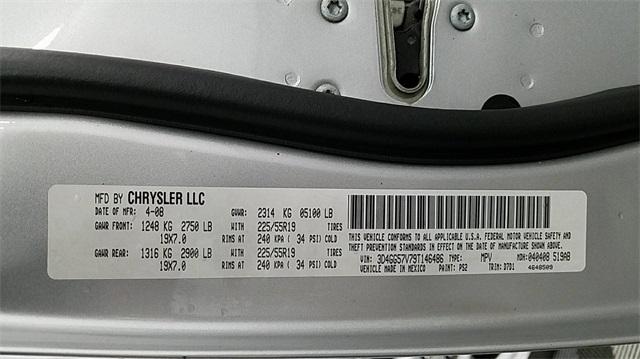 MFD BY CHRYSLER LLC
DATE OF MFR: 4-08 GVWR: 2314 KG 05100 LB
GAWR FRONT: 1248 KG 2750 LB WITH 225/55R19 TIRES
19X7.0 RIMS AT 240 KPA ( 34 PSI) COLD
GAWR REAR: 1316 KG 2900 LB WITH 225/55R19 TIRES
19X7.0 RIMS AT 240 KPA ( 34 PSI) COLD
THIS VEHICLE CONFORMS TO ALL APPLICABLE U.S.A. FEDERAL MOTOR VEHICLE SAFETY AND
THEFT PREVENTION STANDARDS IN EFFECT ON THE DATE OF MANUFACTURE SHOWN ABOVE.
VIN: 3D4GG57V79T146486 TYPE: MPV MDH: 040408 519AB
VEHICLE MADE IN MEXICO PAINT: PS2 TRIM: D7D1 4648509